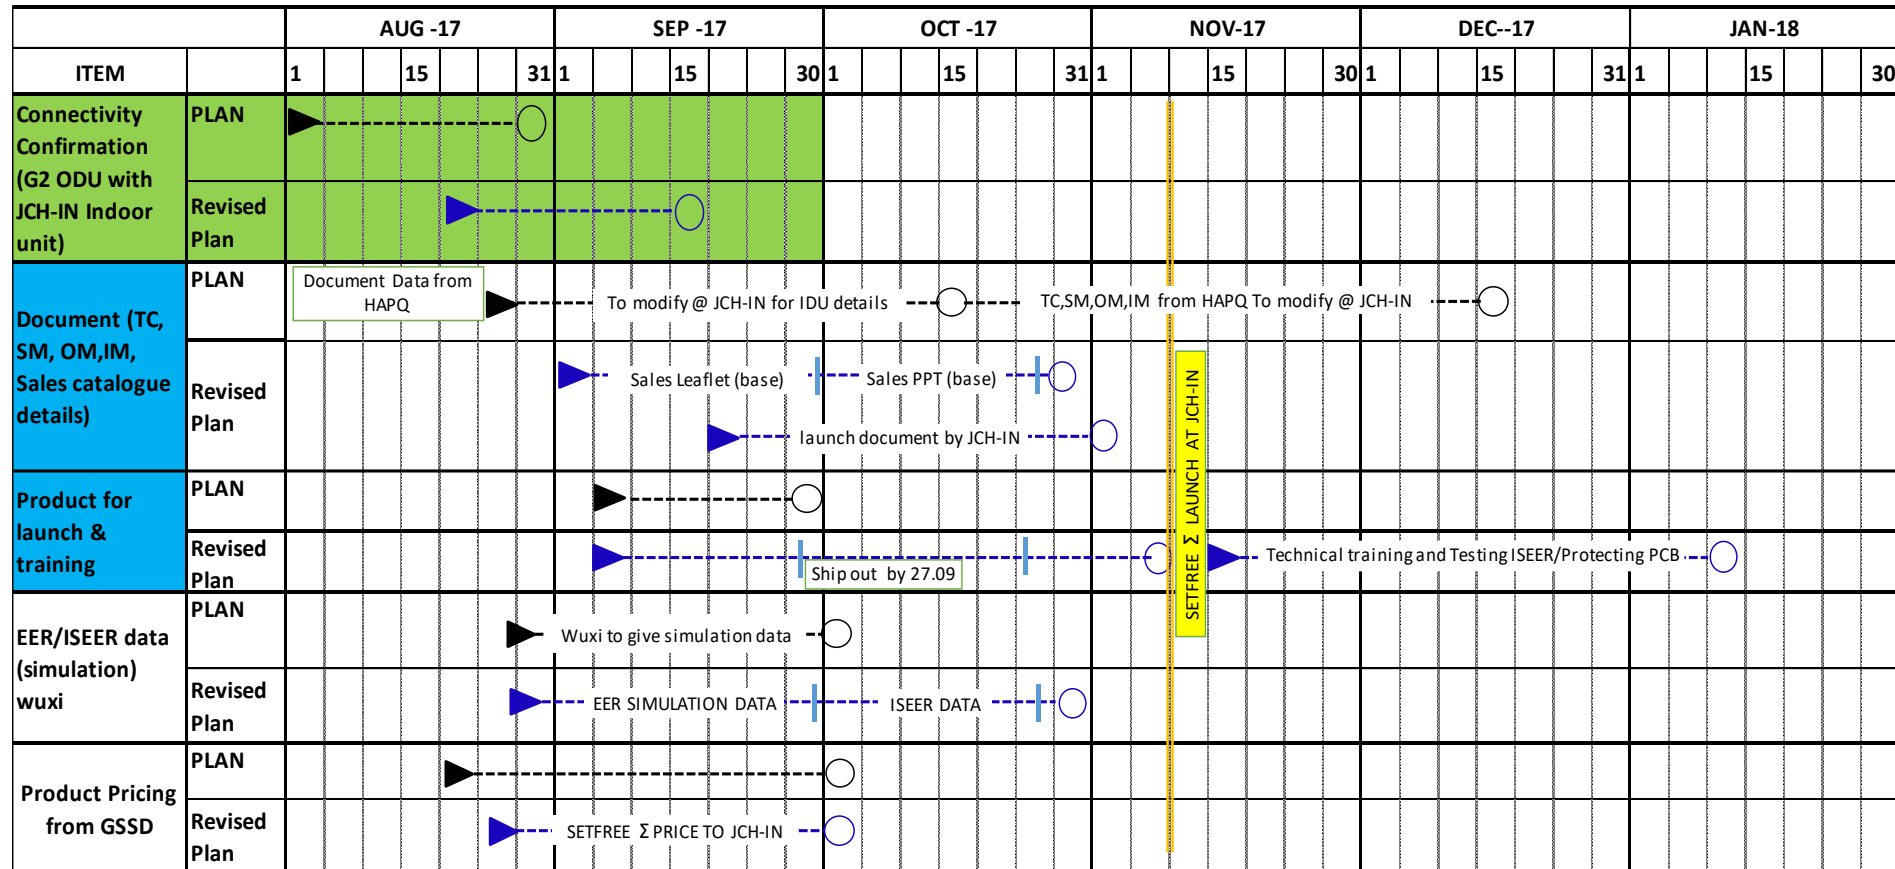 AUG -17 SEP -17 OCT -17 NOV-17 DEC--17 JAN-18
ITEM 1 15 31 1 15 30 1 15 31 1 15 30 1 15 31 1 15 30
Connectivity
Confirmation
(G2 ODU with
JCH-IN Indoor
unit)
PLAN
Revised
Plan
Document (TC,
SM, OM,IM,
Sales catalogue
details)
PLAN
Document Data from
HAPQ
To modify @ JCH-IN for IDU details
TC,SM,OM,IM from HAPQ To modify @ JCH-IN
Revised
Plan
Sales Leaflet (base)
Sales PPT (base)
launch document by JCH-IN
SETFREE Σ LAUNCH AT JCH-IN
Product for
launch &
training
PLAN
Revised
Plan
Ship out by 27.09
Technical training and Testing ISEER/Protecting PCB
EER/ISEER data
(simulation)
wuxi
PLAN
Wuxi to give simulation data
Revised
Plan
EER SIMULATION DATA
ISEER DATA
Product Pricing
from GSSD
PLAN
Revised
Plan
SETFREE Σ PRICE TO JCH-IN